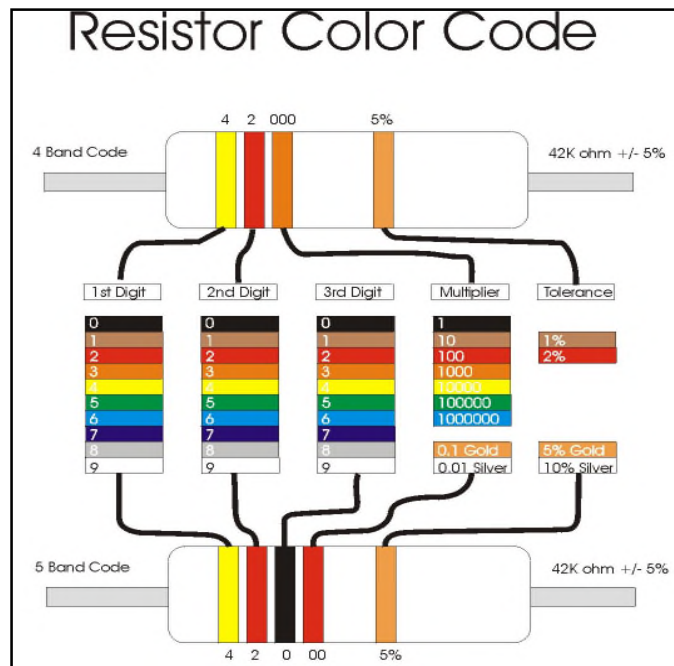 Resistor Color Code
4 2 000 5%
4 Band Code
42K ohm +/- 5%
1st Digit 2nd Digit 3rd Digit Multiplier Tolerance
0 0 0 1
1 1 1 10 1%
2 2 2 100 2%
3 3 3 1000
4 4 4 10000
5 5 5 100000
6 6 6 1000000
7 7 7
8 8 8 0.1 Gold 5% Gold
9 9 9 0.01 Silver 10% Silver
5 Band Code
42K ohm +/- 5%
4 2 0 00 5%